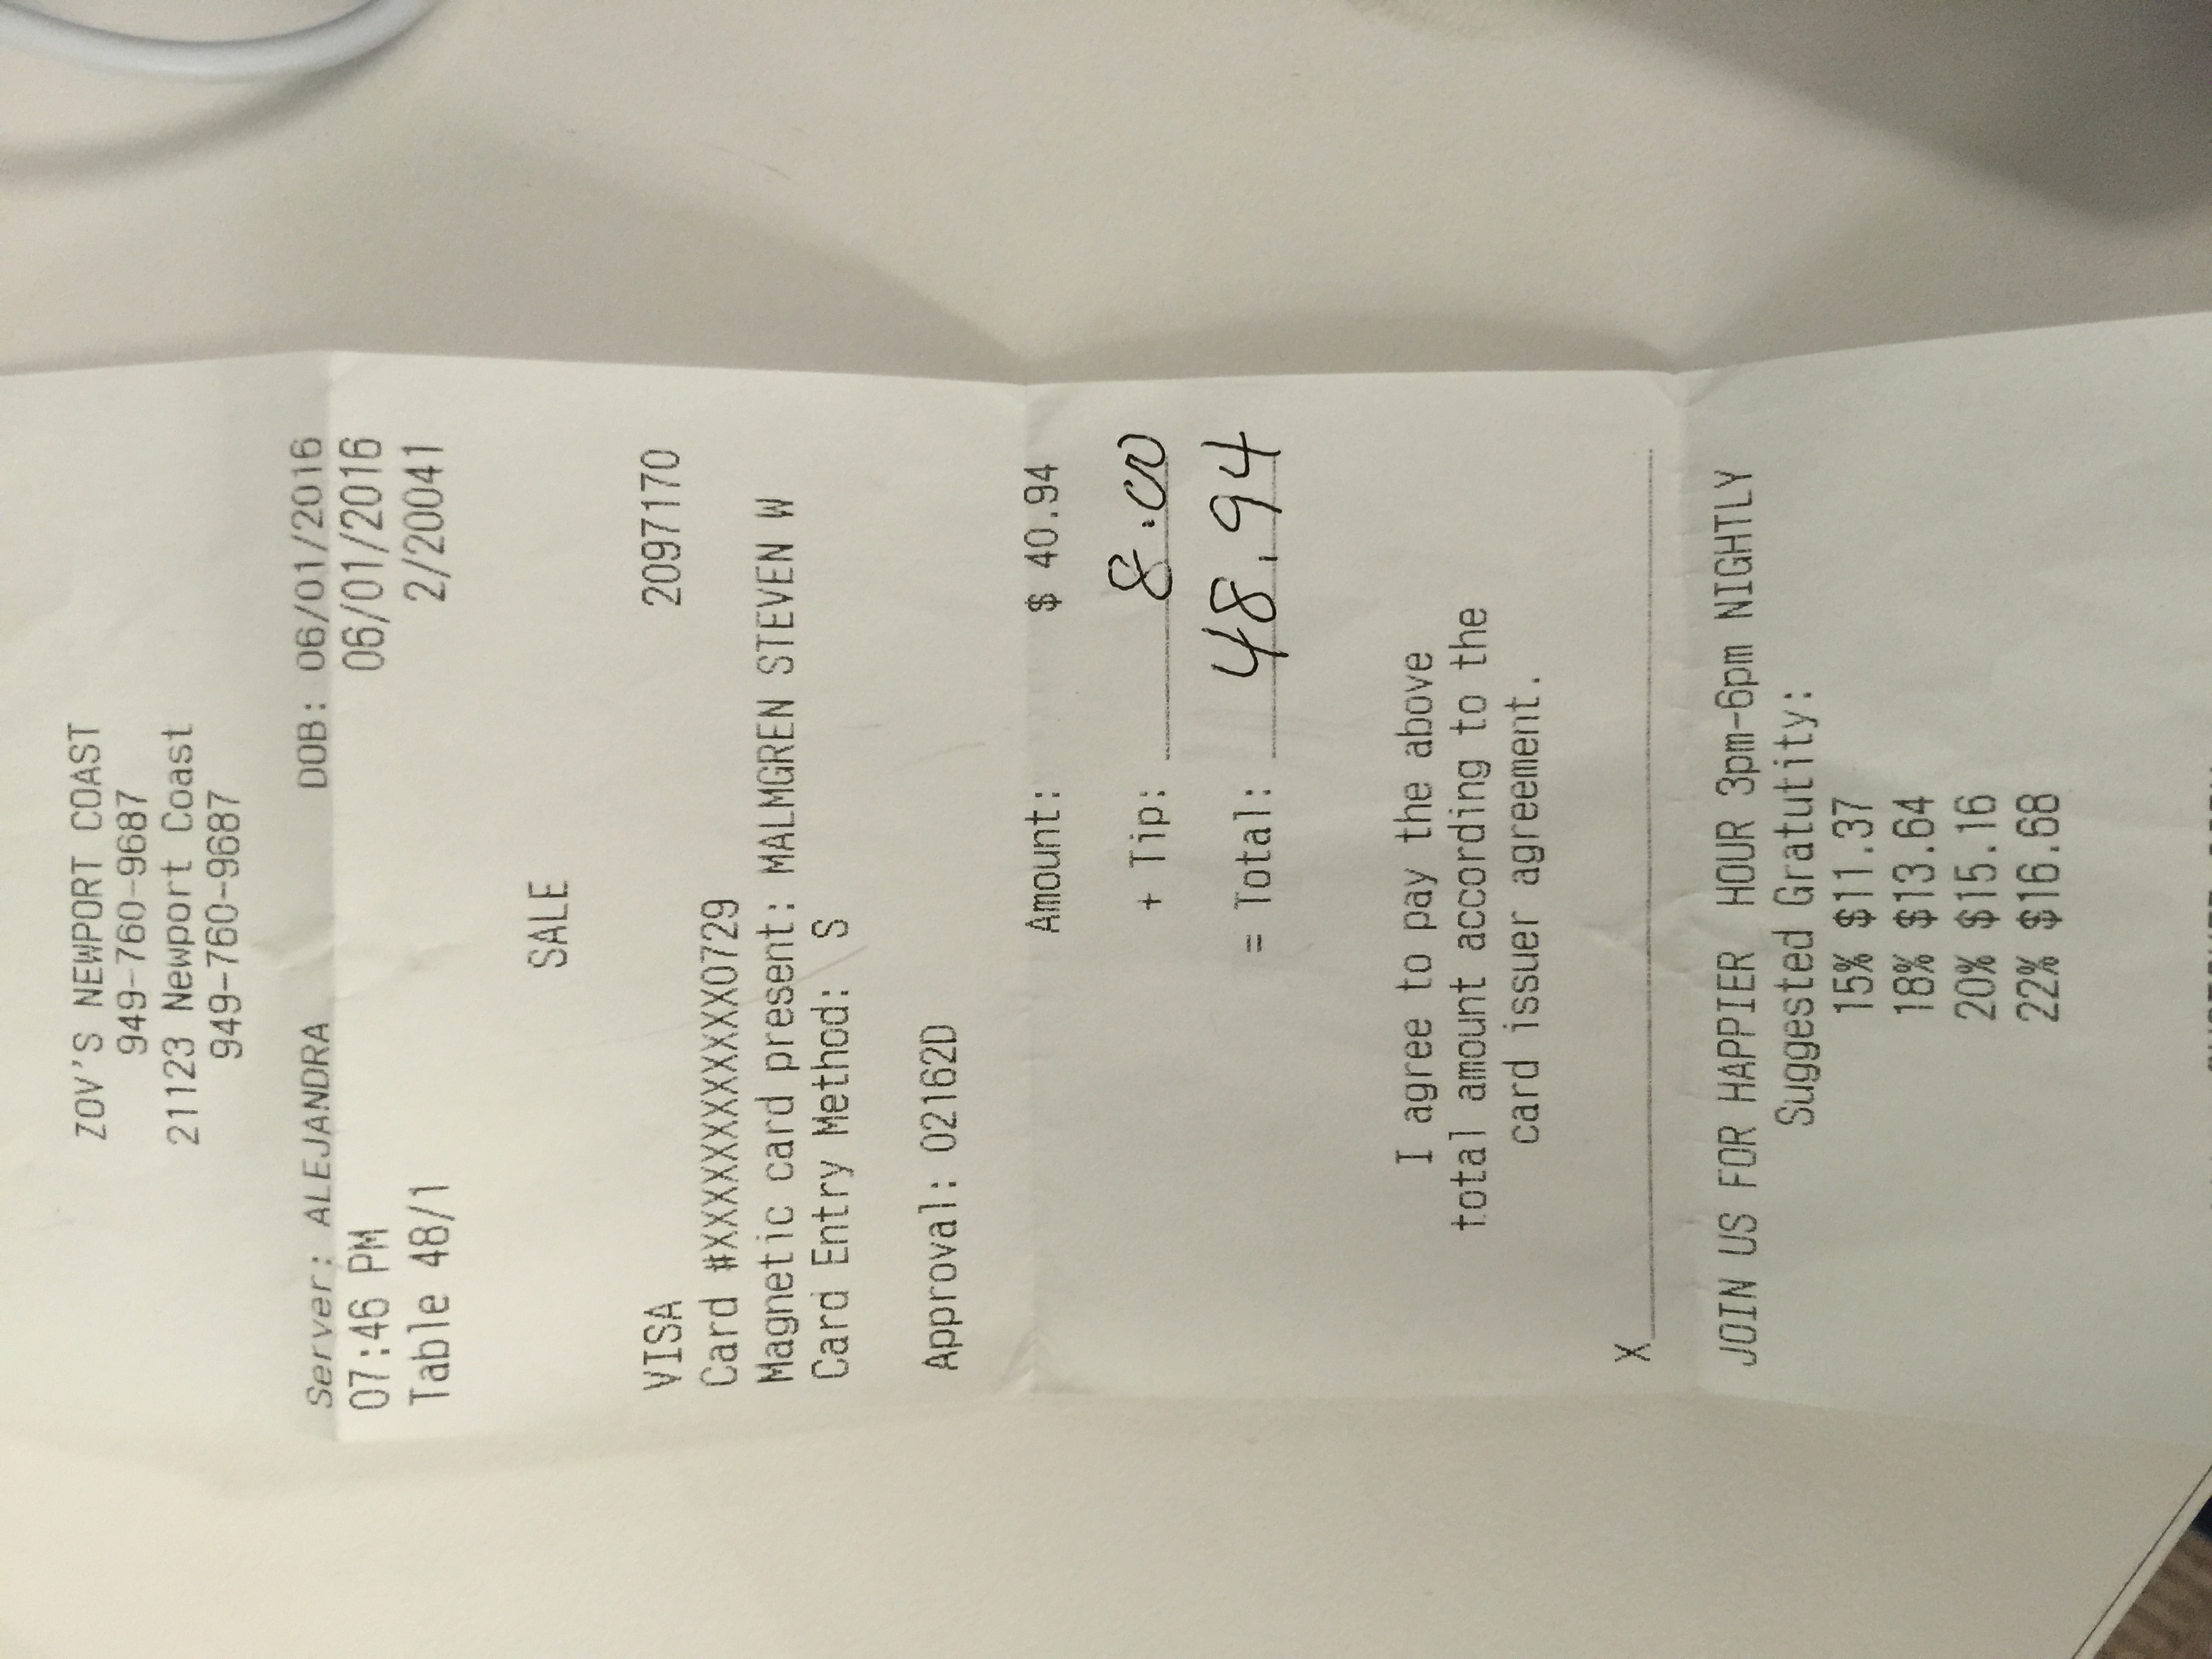 ZOV'S NEWPORT COAST
949-760-9687
21123 Newport Coast
949-760-9687
Server: ALEJANDRA DOB: 06/01/2016
07:46 PM 06/01/2016
Table 48/1 2/20041
SALE
VISA 2097170
Card #XXXXXXXXXXXX0729
Magnetic card present: MALMGREN STEVEN W
Card Entry Method: S
Approval: 02162D
Amount: $ 40.94
+ Tip: 8.00
= Total: 48.94
I agree to pay the above
total amount according to the
card issuer agreement.
X
JOIN US FOR HAPPIER HOUR 3pm-6pm NIGHTLY
Suggested Gratutity:
15% $11.37
18% $13.64
20% $15.16
22% $16.68